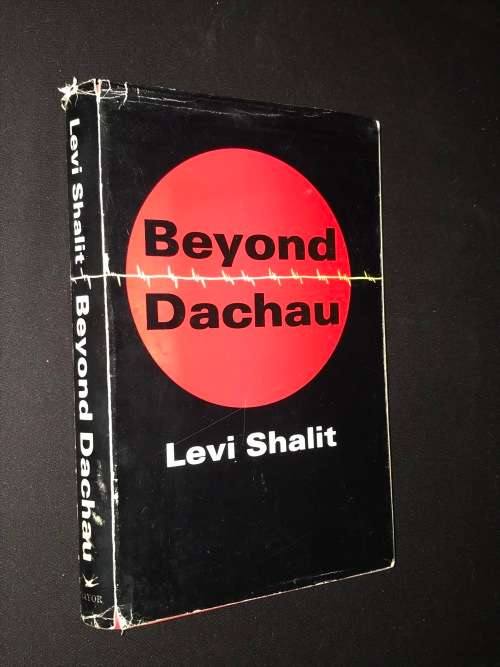 Beyond
Dachau
Levi Shalit
Levi Shalit Beyond Dachau